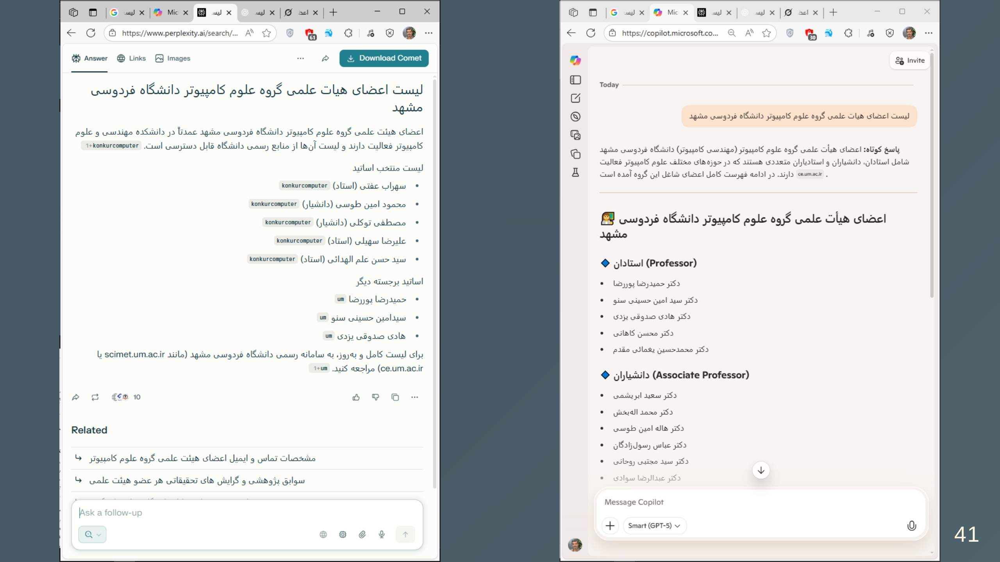 لیس
Mic
لیس
لیس
اعض
https://www.perplexity.ai/search/...
61
Answer
Links
Images
Download Comet
لیست اعضای هیات علمی گروه علوم کامپیوتر دانشگاه فردوسی
مشهد
اعضای هیئت علمی گروه علوم کامپیوتر دانشگاه فردوسی مشهد عمدتاً در دانشکده مهندسی و علوم
کامپیوتر فعالیت دارند و لیست آن‌ها از منابع رسمی دانشگاه قابل دسترسی است. konkurcomputer+1
لیست منتخب اساتید
• سهراب عفتی (استاد) konkurcomputer
• محمود امین طوسی (دانشیار) konkurcomputer
• مصطفی توکلی (دانشیار) konkurcomputer
• علیرضا سهیلی (استاد) konkurcomputer
• سید حسن علم الهدائی (استاد) konkurcomputer
اساتید برجسته دیگر
• حمیدرضا پوررضا um
• سیدامین حسینی سنو um
• هادی صدوقی یزدی um
برای لیست کامل و به‌روز، به سامانه رسمی دانشگاه فردوسی مشهد (مانند scimet.um.ac.ir یا
ce.um.ac.ir) مراجعه کنید. um+1
10
Related
مشخصات تماس و ایمیل اعضای هیئت علمی گروه علوم کامپیوتر
سوابق پژوهشی و گرایش های تحقیقاتی هر عضو هیئت علمی
Ask a follow-up
لیس
Mic
لیس
لیس
اعض
https://copilot.microsoft.co...
30
Invite
Today
لیست اعضای هیات علمی گروه علوم کامپیوتر دانشگاه فردوسی مشهد
پاسخ کوتاه: اعضای هیأت علمی گروه علوم کامپیوتر (مهندسی کامپیوتر) دانشگاه فردوسی مشهد
شامل استادان، دانشیاران و استادیاران متعددی هستند که در حوزه‌های مختلف علوم کامپیوتر فعالیت
دارند. در ادامه فهرست کامل اعضای شاغل این گروه آمده است ce.um.ac.ir .
اعضای هیأت علمی گروه علوم کامپیوتر دانشگاه فردوسی
مشهد
استادان (Professor)
• دکتر حمیدرضا پوررضا
• دکتر سید امین حسینی سنو
• دکتر هادی صدوقی یزدی
• دکتر محسن کاهانی
• دکتر محمدحسین یغمائی مقدم
دانشیاران (Associate Professor)
• دکتر سعید ابریشمی
• دکتر محمد اله‌بخش
• دکتر هاله امین طوسی
• دکتر عباس رسول‌زادگان
• دکتر سید مجتبی روحانی
• دکتر عبدالرضا سوادی
Message Copilot
Smart (GPT-5)
41